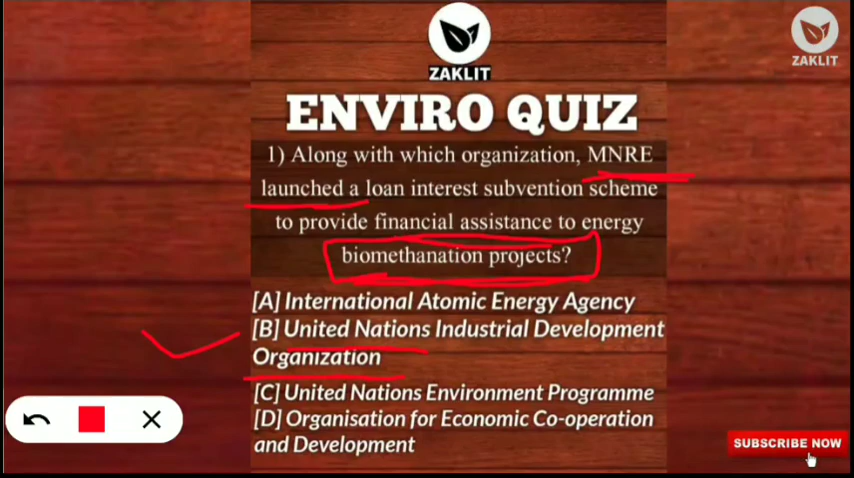 ZAKLIT
ZAKLIT
ENVIRO QUIZ
1) Along with which organization, MNRE
launched a loan interest subvention scheme
to provide financial assistance to energy
biomethanation projects?
[A] International Atomic Energy Agency
[B] United Nations Industrial Development
Organization
[C] United Nations Environment Programme
[D] Organisation for Economic Co-operation
and Development
SUBSCRIBE NOW